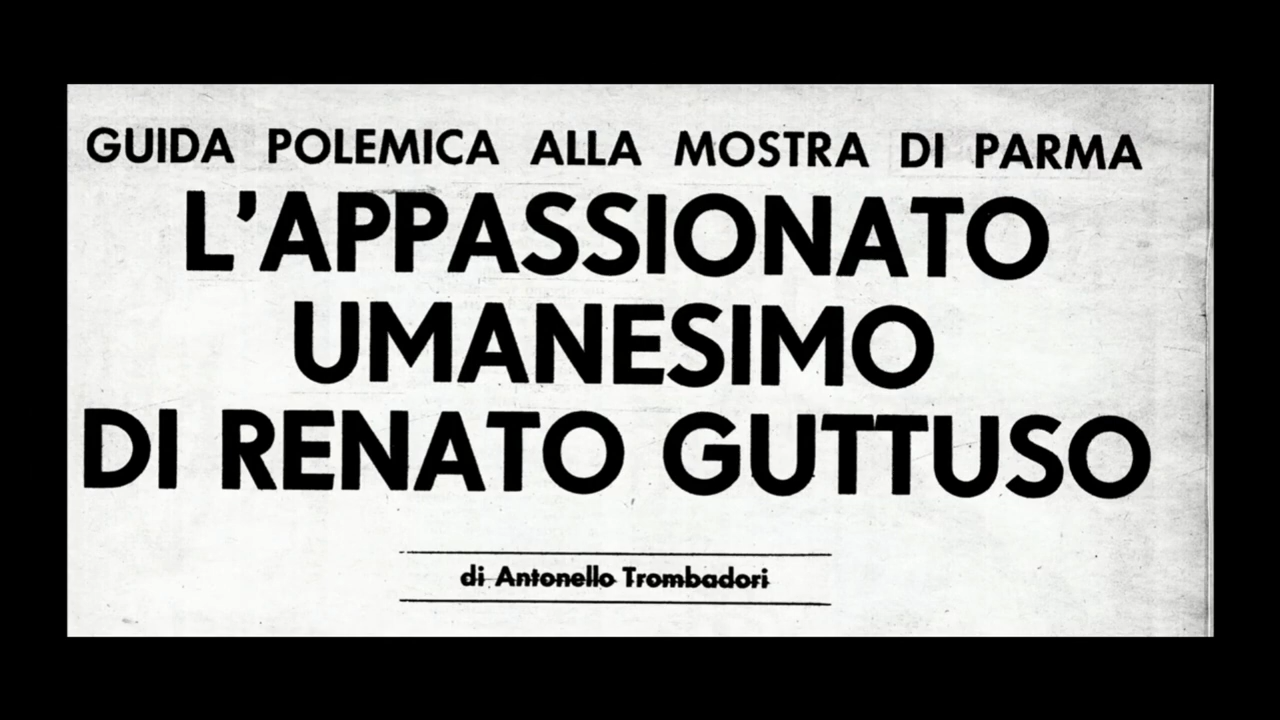 GUIDA POLEMICA ALLA MOSTRA DI PARMA
L'APPASSIONATO
UMANESIMO
DI RENATO GUTTUSO
di Antonello Trombadori